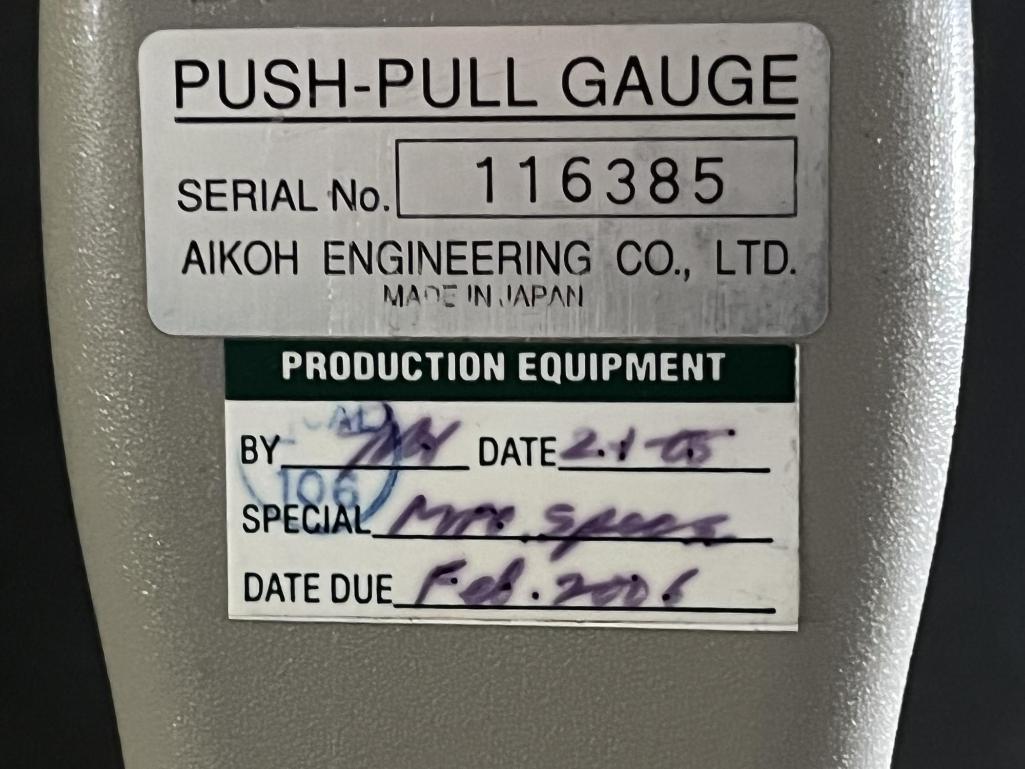 PUSH-PULL GAUGE
SERIAL No. 116385
AIKOH ENGINEERING CO., LTD.
MADE IN JAPAN
PRODUCTION EQUIPMENT
BY DATE 2-1-05
106
SPECIAL Mfr. Specs
DATE DUE Feb. 2006